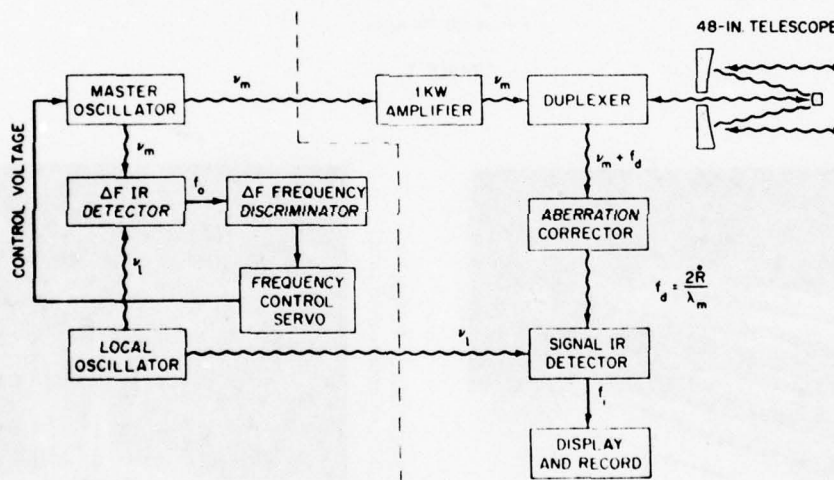 48-IN. TELESCOPE
MASTER
OSCILLATOR
ν_m
1 KW
AMPLIFIER
ν_m
DUPLEXER
CONTROL VOLTAGE
ν_m
ΔF IR
DETECTOR
f_o
ΔF FREQUENCY
DISCRIMINATOR
ν_m + f_d
ABERRATION
CORRECTOR
ν_l
FREQUENCY
CONTROL
SERVO
f_d = 2Ṙ/λ_m
LOCAL
OSCILLATOR
ν_l
SIGNAL IR
DETECTOR
f_i
DISPLAY
AND RECORD